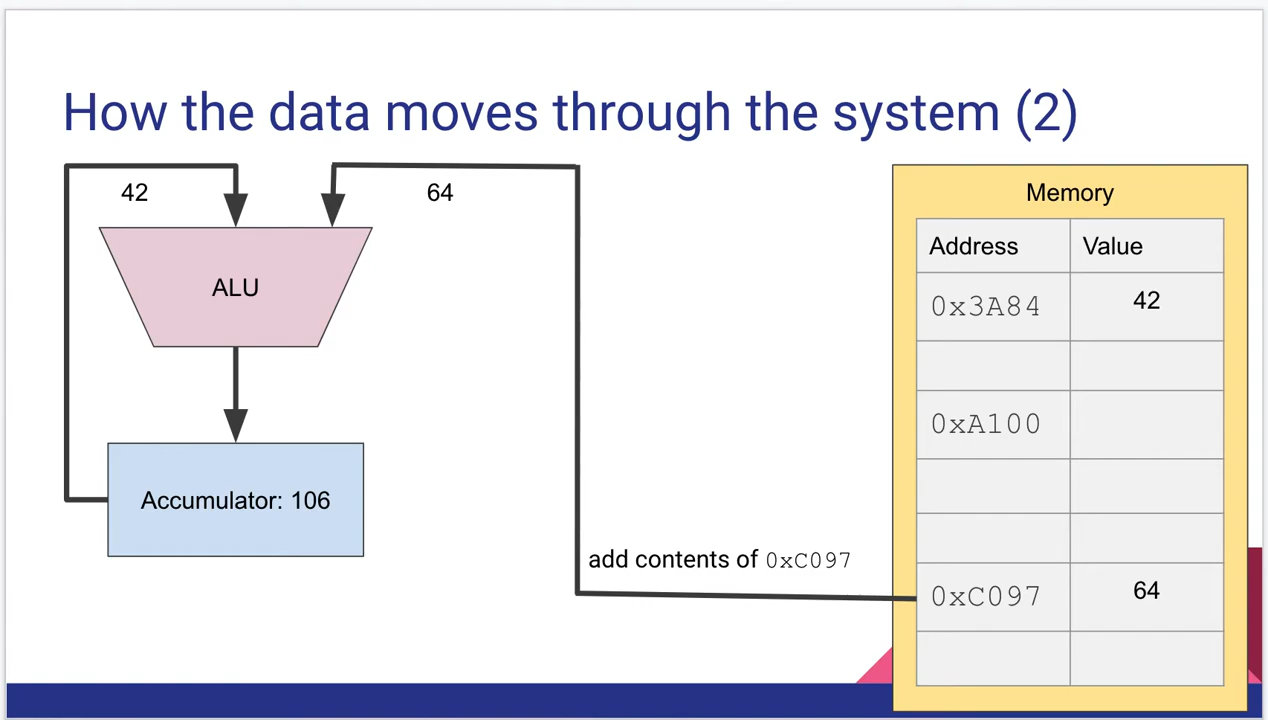 How the data moves through the system (2)
42
64
ALU
Accumulator: 106
add contents of 0xC097
Memory
Address Value
0x3A84 42
0xA100
0xC097 64